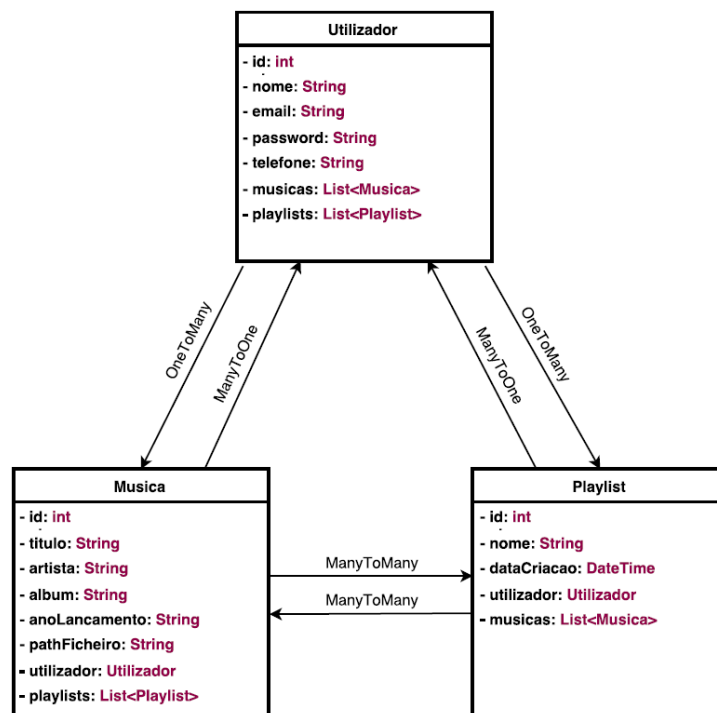 Utilizador
- id: int
- nome: String
- email: String
- password: String
- telefone: String
- musicas: List<Musica>
- playlists: List<Playlist>
OneToMany
ManyToOne
ManyToOne
OneToMany
Musica
- id: int
- titulo: String
- artista: String
- album: String
- anoLancamento: String
- pathFicheiro: String
- utilizador: Utilizador
- playlists: List<Playlist>
ManyToMany
ManyToMany
Playlist
- id: int
- nome: String
- dataCriacao: DateTime
- utilizador: Utilizador
- musicas: List<Musica>